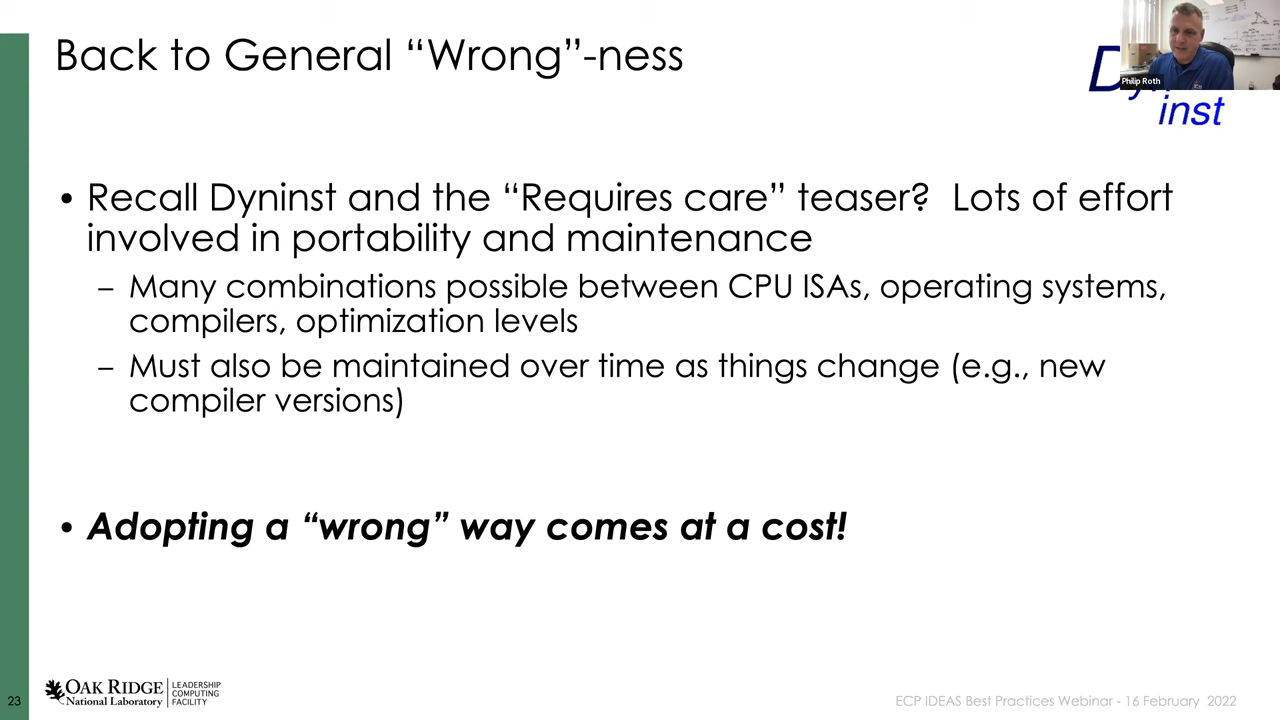 Back to General “Wrong”-ness
Philip Roth
inst
• Recall Dyninst and the “Requires care” teaser? Lots of effort
involved in portability and maintenance
– Many combinations possible between CPU ISAs, operating systems,
compilers, optimization levels
– Must also be maintained over time as things change (e.g., new
compiler versions)
• Adopting a “wrong” way comes at a cost!
23
OAK RIDGE
National Laboratory
LEADERSHIP
COMPUTING
FACILITY
ECP IDEAS Best Practices Webinar - 16 February 2022